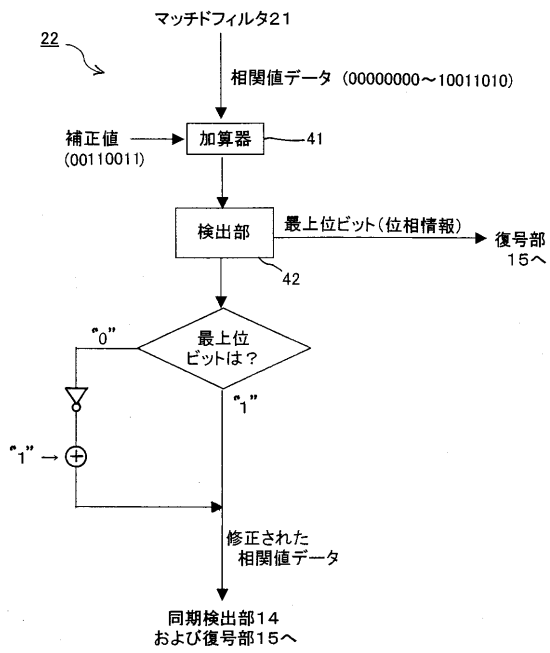 マッチドフィルタ21
22
相関値データ (00000000~10011010)
補正値
(00110011)
加算器
41
検出部
最上位ビット(位相情報)
復号部
15へ
42
“0”
最上位
ビットは?
“1”
“1” → +
修正された
相関値データ
同期検出部14
および復号部15へ